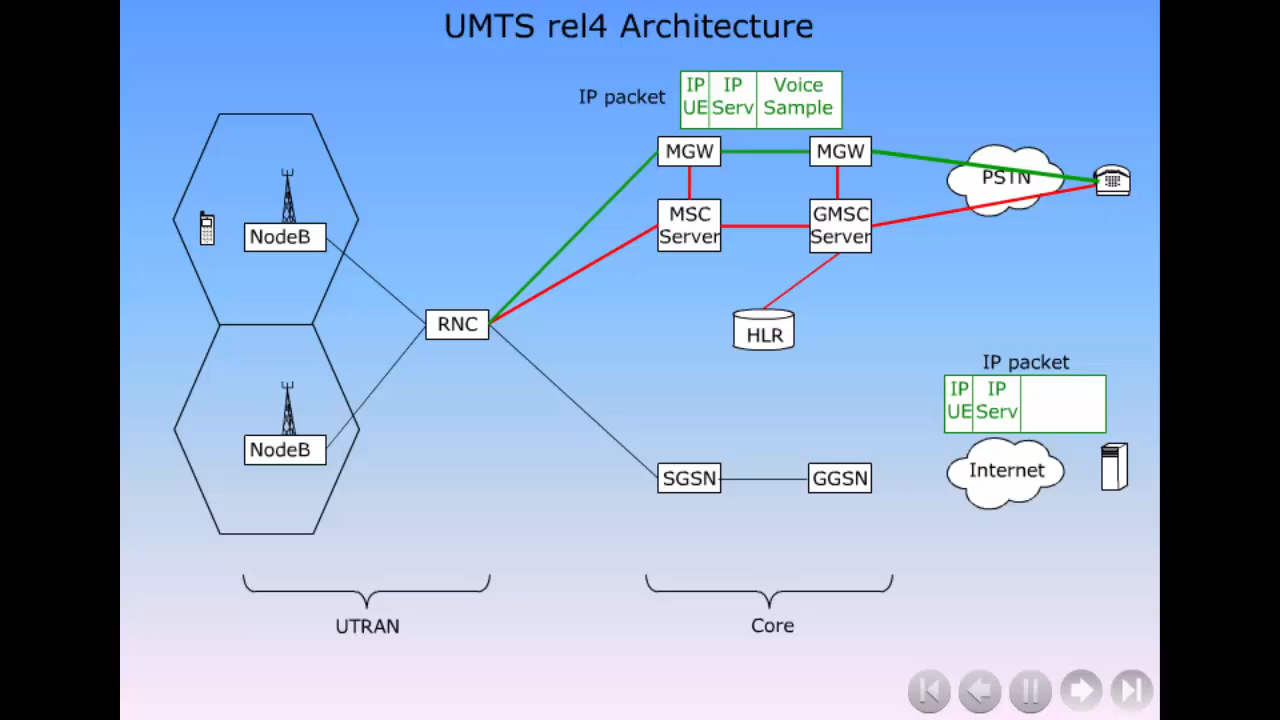 UMTS rel4 Architecture
IP packet
IP UE
IP Serv
Voice Sample
MGW
MGW
PSTN
MSC
Server
GMSC
Server
NodeB
RNC
HLR
IP packet
IP UE
IP Serv
NodeB
SGSN
GGSN
Internet
UTRAN
Core